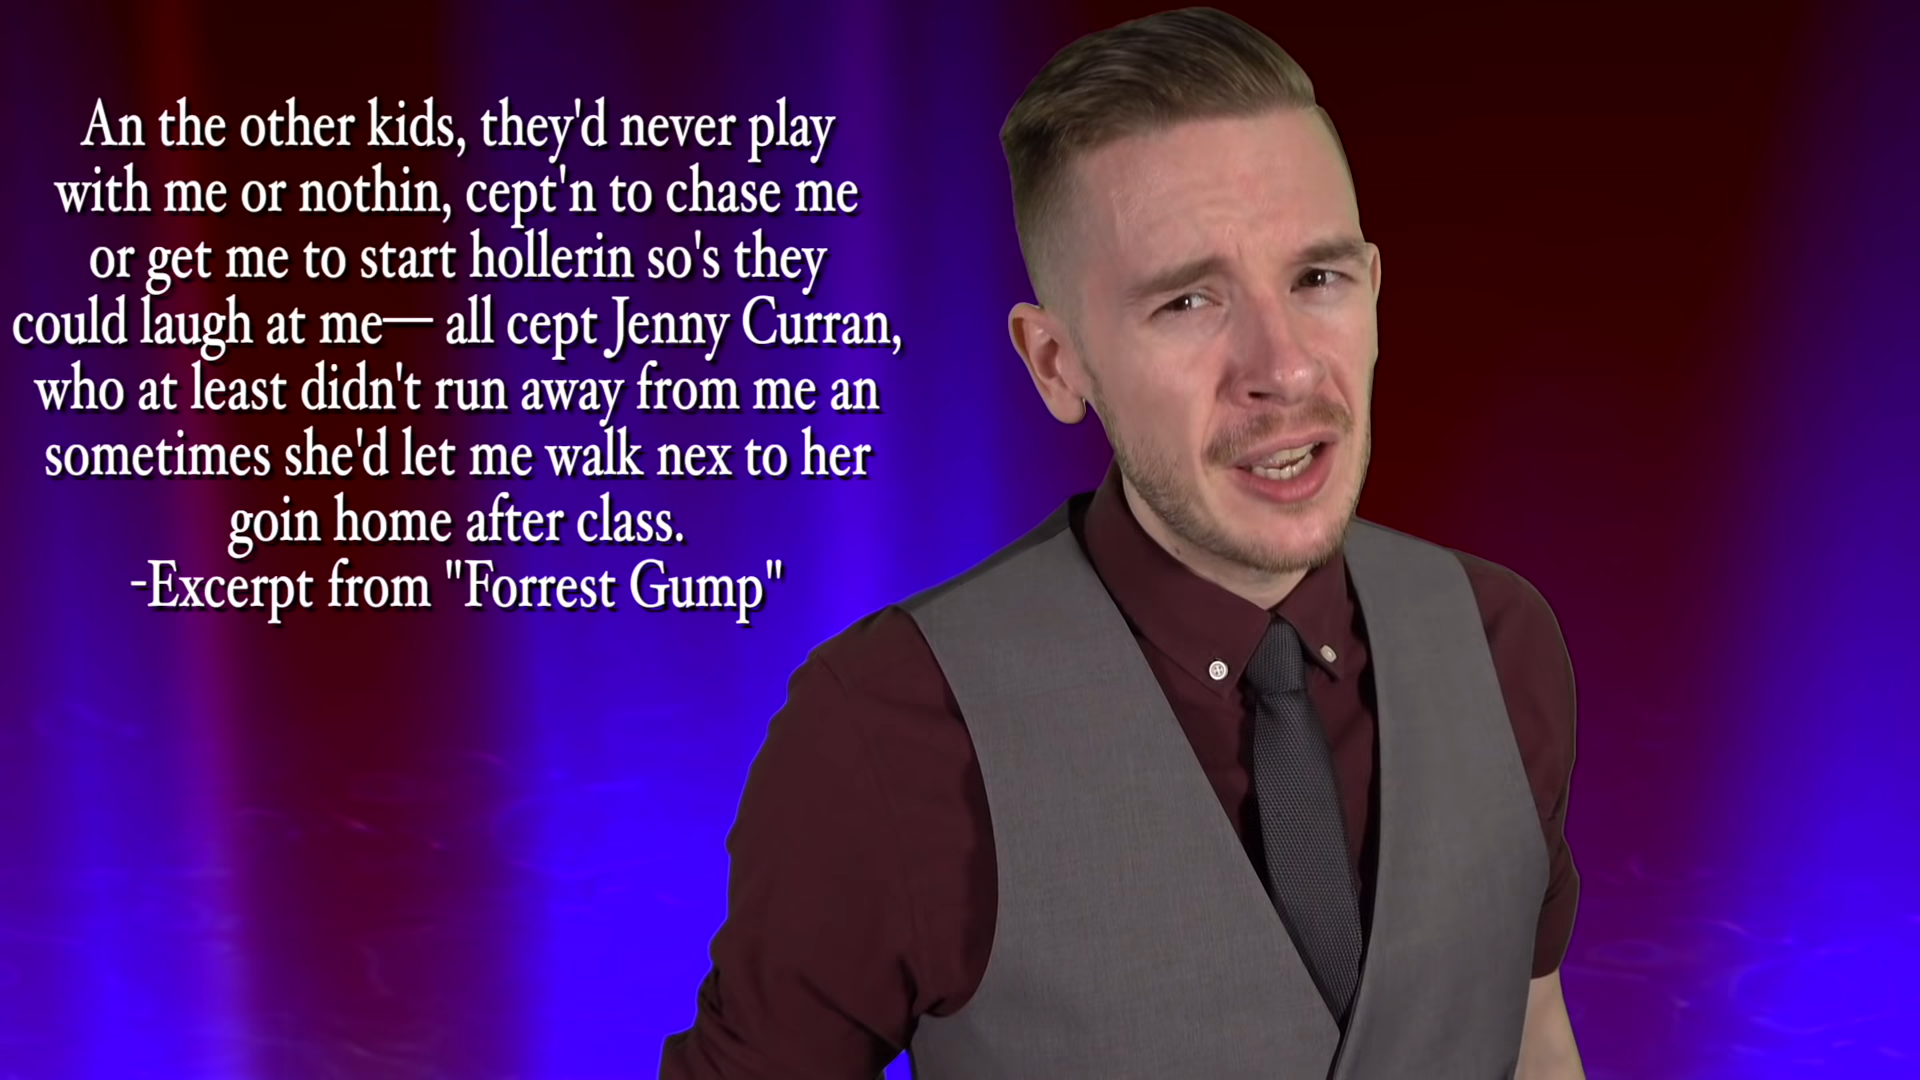 An the other kids, they'd never play
with me or nothin, cept'n to chase me
or get me to start hollerin so's they
could laugh at me— all cept Jenny Curran,
who at least didn't run away from me an
sometimes she'd let me walk nex to her
goin home after class.
-Excerpt from "Forrest Gump"